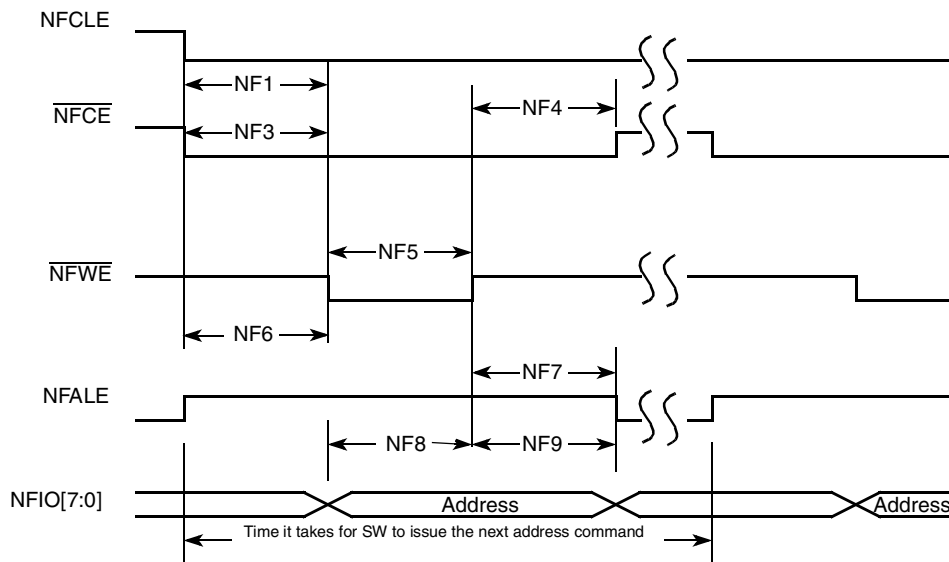 NFCLE
NF1
NFCE
NF3
NF4
NF5
NFWE
NF6
NF7
NFALE
NF8
NF9
NFIO[7:0]
Address
Address
Time it takes for SW to issue the next address command